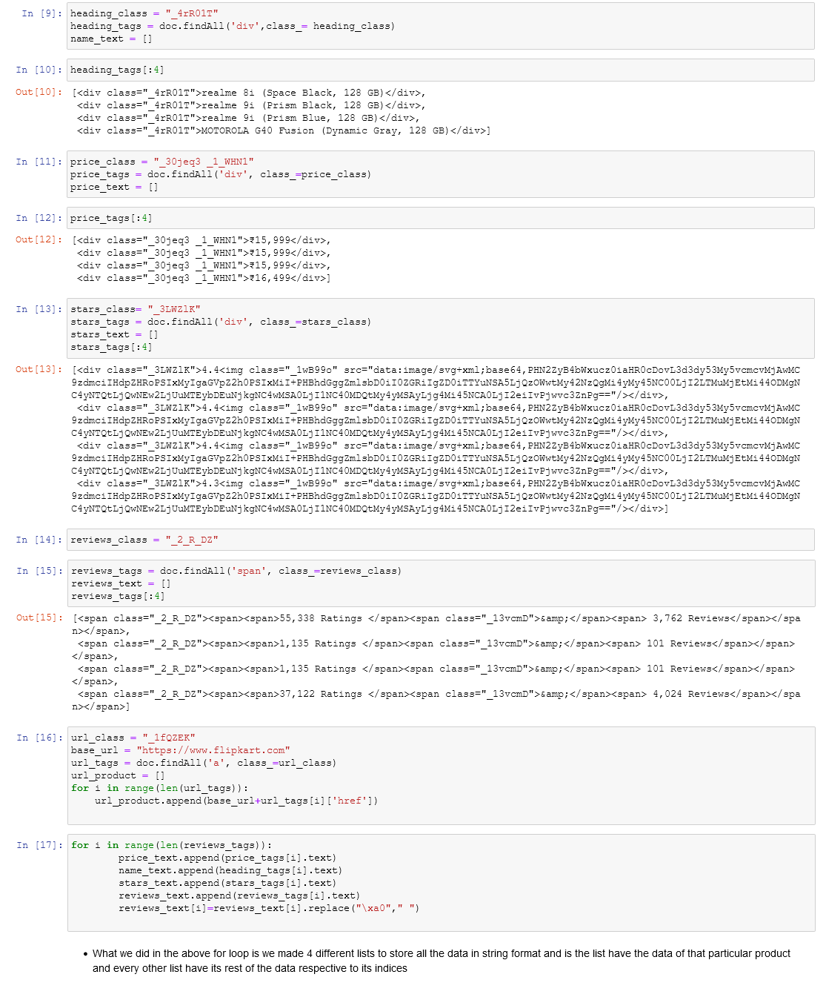 In [9]: heading_class = "_4rR01T"
heading_tags = doc.findAll('div',class_= heading_class)
name_text = []
In [10]: heading_tags[:4]
Out[10]: [<div class="_4rR01T">realme 8i (Space Black, 128 GB)</div>,
<div class="_4rR01T">realme 9i (Prism Black, 128 GB)</div>,
<div class="_4rR01T">realme 9i (Prism Blue, 128 GB)</div>,
<div class="_4rR01T">MOTOROLA G40 Fusion (Dynamic Gray, 128 GB)</div>]
In [11]: price_class = "_30jeq3 _1_WHN1"
price_tags = doc.findAll('div', class_=price_class)
price_text = []
In [12]: price_tags[:4]
Out[12]: [<div class="_30jeq3 _1_WHN1">₹15,999</div>,
<div class="_30jeq3 _1_WHN1">₹15,999</div>,
<div class="_30jeq3 _1_WHN1">₹15,999</div>,
<div class="_30jeq3 _1_WHN1">₹16,499</div>]
In [13]: stars_class= "_3LWZlK"
stars_tags = doc.findAll('div', class_=stars_class)
stars_text = []
stars_tags[:4]
Out[13]: [<div class="_3LWZlK">4.4<img class="_1wB99o" src="data:image/svg+xml;base64,PHN2ZyB4bWxucz0iaHR0cDovL3d3dy53My5vcmcvMjAwMC
9zdmciIHdpZHRoPSIxMyIgaGVpZ2h0PSIxMiI+PHBhdGggZmlsbD0iI0ZGRiIgZD0iTTYuNSA5LjQzOWwtMy42NzQgMi4yMy45NC00LjI2LTMuMjEtMi44ODMgN
C4yNTQtLjQwNEw2LjUuMTEybDEuNjkgNC4wMSA0LjI1NC40MDQtMy4yMSAyLjg4Mi45NCA0LjI2eiIvPjwvc3ZnPg=="/></div>,
<div class="_3LWZlK">4.4<img class="_1wB99o" src="data:image/svg+xml;base64,PHN2ZyB4bWxucz0iaHR0cDovL3d3dy53My5vcmcvMjAwMC
9zdmciIHdpZHRoPSIxMyIgaGVpZ2h0PSIxMiI+PHBhdGggZmlsbD0iI0ZGRiIgZD0iTTYuNSA5LjQzOWwtMy42NzQgMi4yMy45NC00LjI2LTMuMjEtMi44ODMgN
C4yNTQtLjQwNEw2LjUuMTEybDEuNjkgNC4wMSA0LjI1NC40MDQtMy4yMSAyLjg4Mi45NCA0LjI2eiIvPjwvc3ZnPg=="/></div>,
<div class="_3LWZlK">4.4<img class="_1wB99o" src="data:image/svg+xml;base64,PHN2ZyB4bWxucz0iaHR0cDovL3d3dy53My5vcmcvMjAwMC
9zdmciIHdpZHRoPSIxMyIgaGVpZ2h0PSIxMiI+PHBhdGggZmlsbD0iI0ZGRiIgZD0iTTYuNSA5LjQzOWwtMy42NzQgMi4yMy45NC00LjI2LTMuMjEtMi44ODMgN
C4yNTQtLjQwNEw2LjUuMTEybDEuNjkgNC4wMSA0LjI1NC40MDQtMy4yMSAyLjg4Mi45NCA0LjI2eiIvPjwvc3ZnPg=="/></div>,
<div class="_3LWZlK">4.3<img class="_1wB99o" src="data:image/svg+xml;base64,PHN2ZyB4bWxucz0iaHR0cDovL3d3dy53My5vcmcvMjAwMC
9zdmciIHdpZHRoPSIxMyIgaGVpZ2h0PSIxMiI+PHBhdGggZmlsbD0iI0ZGRiIgZD0iTTYuNSA5LjQzOWwtMy42NzQgMi4yMy45NC00LjI2LTMuMjEtMi44ODMgN
C4yNTQtLjQwNEw2LjUuMTEybDEuNjkgNC4wMSA0LjI1NC40MDQtMy4yMSAyLjg4Mi45NCA0LjI2eiIvPjwvc3ZnPg=="/></div>]
In [14]: reviews_class = "_2_R_DZ"
In [15]: reviews_tags = doc.findAll('span', class_=reviews_class)
reviews_text = []
reviews_tags[:4]
Out[15]: [<span class="_2_R_DZ"><span><span>55,338 Ratings </span><span class="_13vcmD">&amp;</span><span> 3,762 Reviews</span></spa
n></span>,
<span class="_2_R_DZ"><span><span>1,135 Ratings </span><span class="_13vcmD">&amp;</span><span> 101 Reviews</span></span>
</span>,
<span class="_2_R_DZ"><span><span>1,135 Ratings </span><span class="_13vcmD">&amp;</span><span> 101 Reviews</span></span>
</span>,
<span class="_2_R_DZ"><span><span>37,122 Ratings </span><span class="_13vcmD">&amp;</span><span> 4,024 Reviews</span></spa
n></span>]
In [16]: url_class = "_1fQZEK"
base_url = "https://www.flipkart.com"
url_tags = doc.findAll('a', class_=url_class)
url_product = []
for i in range(len(url_tags)):
url_product.append(base_url+url_tags[i]['href'])
In [17]: for i in range(len(reviews_tags)):
price_text.append(price_tags[i].text)
name_text.append(heading_tags[i].text)
stars_text.append(stars_tags[i].text)
reviews_text.append(reviews_tags[i].text)
reviews_text[i]=reviews_text[i].replace("\xa0"," ")
• What we did in the above for loop is we made 4 different lists to store all the data in string format and is the list have the data of that particular product
and every other list have its rest of the data respective to its indices